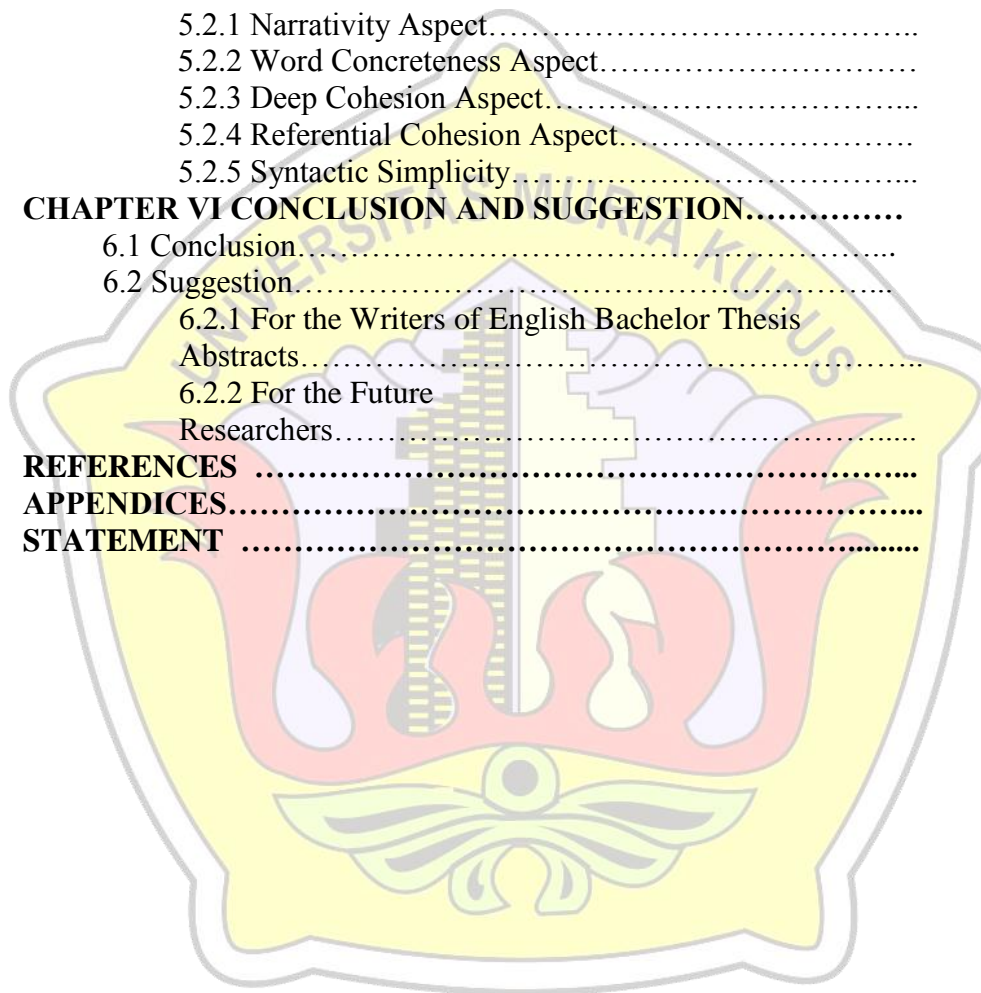 5.2.1 Narrativity Aspect…………………………………..
5.2.2 Word Concreteness Aspect…………………………
5.2.3 Deep Cohesion Aspect……………………………...
5.2.4 Referential Cohesion Aspect……………………….
5.2.5 Syntactic Simplicity…………………………………...
CHAPTER VI CONCLUSION AND SUGGESTION……………
6.1 Conclusion…………………………………………………….. .
6.2 Suggestion……………………………………………………...
6.2.1 For the Writers of English Bachelor Thesis
Abstracts………………………………………………………..
6.2.2 For the Future
Researchers………………………………………………….....
REFERENCES …………………………………………………………...
APPENDICES……………………………………………………………...
STATEMENT ……………………………………………………….........
UNIVERSITAS MURIA KUDUS